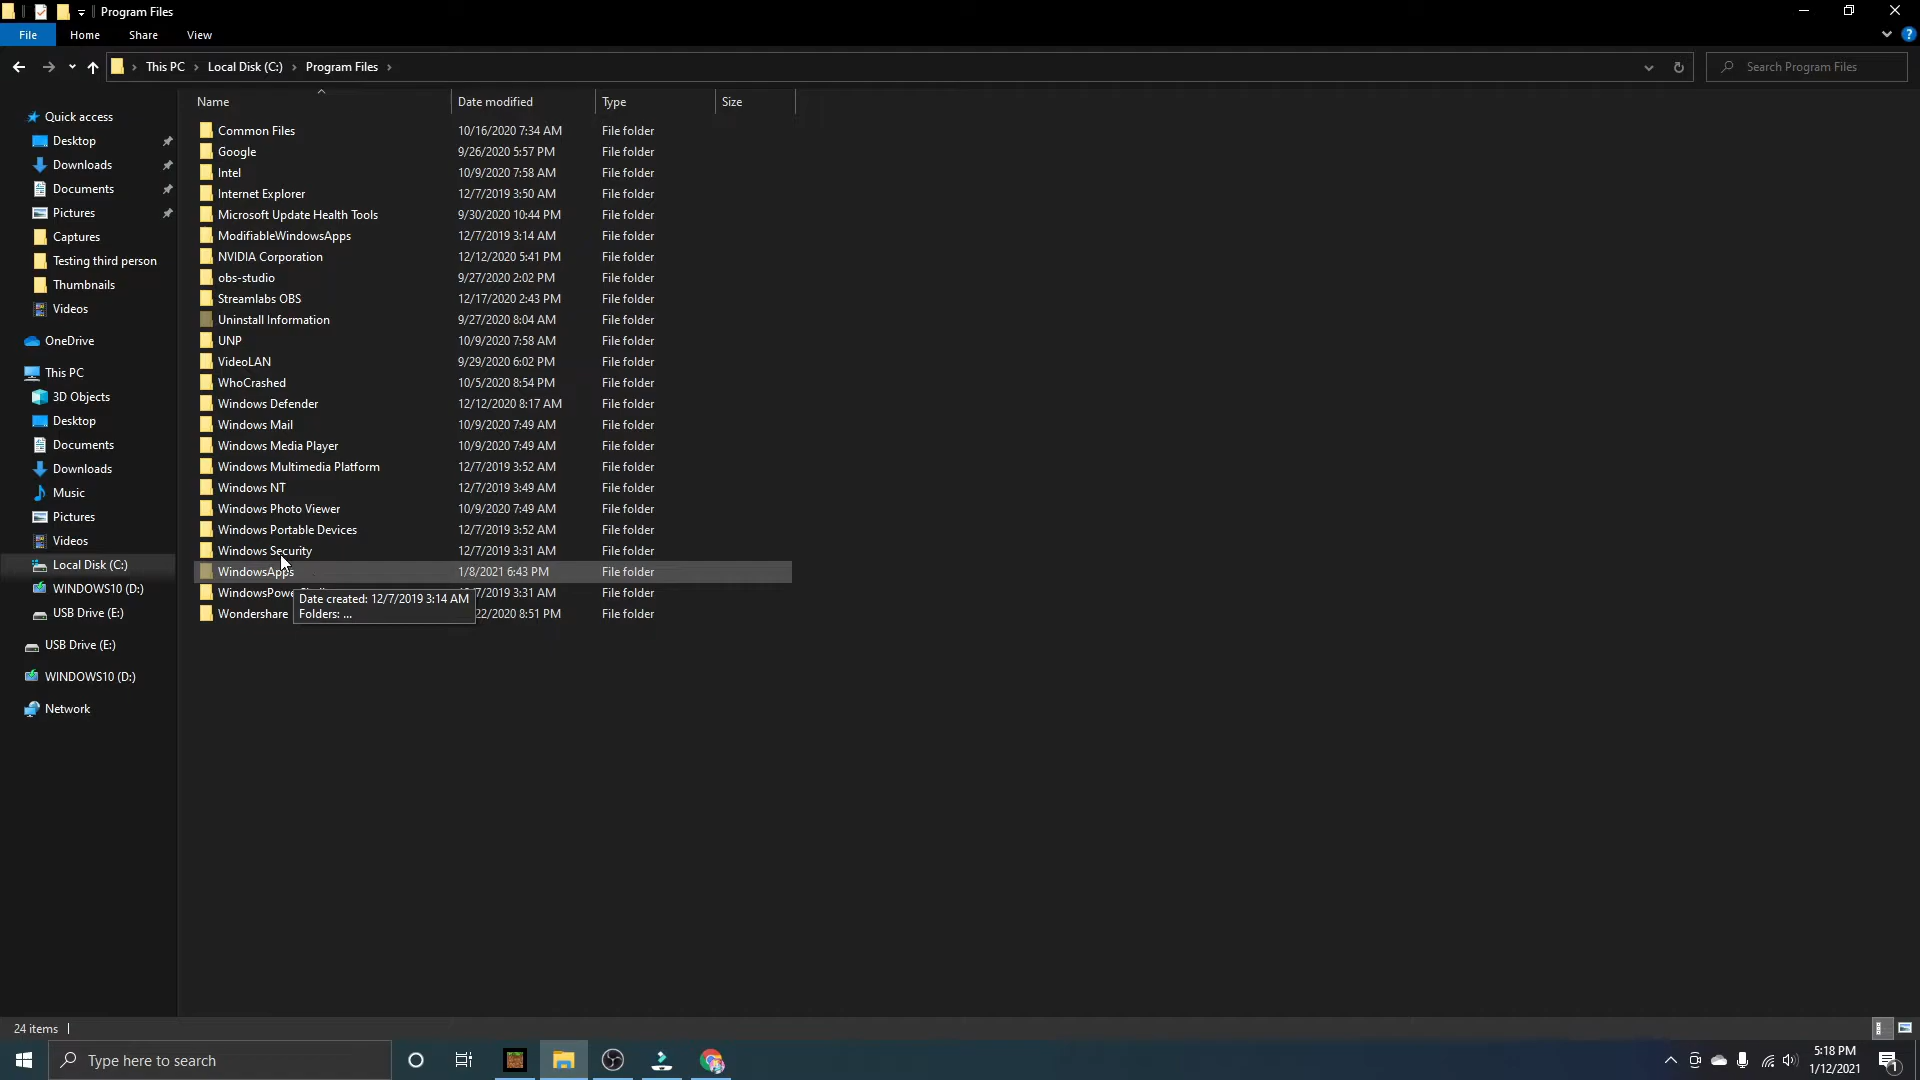 Program Files
File Home Share View
This PC Local Disk (C:) Program Files
Search Program Files
Name Date modified Type Size
Quick access
Desktop
Downloads
Documents
Pictures
Captures
Testing third person
Thumbnails
Videos
OneDrive
This PC
3D Objects
Desktop
Documents
Downloads
Music
Pictures
Videos
Local Disk (C:)
WINDOWS10 (D:)
USB Drive (E:)
USB Drive (E:)
WINDOWS10 (D:)
Network
Common Files 10/16/2020 7:34 AM File folder
Google 9/26/2020 5:57 PM File folder
Intel 10/9/2020 7:58 AM File folder
Internet Explorer 12/7/2019 3:50 AM File folder
Microsoft Update Health Tools 9/30/2020 10:44 PM File folder
ModifiableWindowsApps 12/7/2019 3:14 AM File folder
NVIDIA Corporation 12/12/2020 5:41 PM File folder
obs-studio 9/27/2020 2:02 PM File folder
Streamlabs OBS 12/17/2020 2:43 PM File folder
Uninstall Information 9/27/2020 8:04 AM File folder
UNP 10/9/2020 7:58 AM File folder
VideoLAN 9/29/2020 6:02 PM File folder
WhoCrashed 10/5/2020 8:54 PM File folder
Windows Defender 12/12/2020 8:17 AM File folder
Windows Mail 10/9/2020 7:49 AM File folder
Windows Media Player 10/9/2020 7:49 AM File folder
Windows Multimedia Platform 12/7/2019 3:52 AM File folder
Windows NT 12/7/2019 3:49 AM File folder
Windows Photo Viewer 10/9/2020 7:49 AM File folder
Windows Portable Devices 12/7/2019 3:52 AM File folder
Windows Security 12/7/2019 3:31 AM File folder
WindowsApps 1/8/2021 6:43 PM File folder
WindowsPowe 7/2019 3:31 AM File folder
Wondershare 22/2020 8:51 PM File folder
Date created: 12/7/2019 3:14 AM
Folders: ...
24 items
Type here to search
5:18 PM
1/12/2021
1